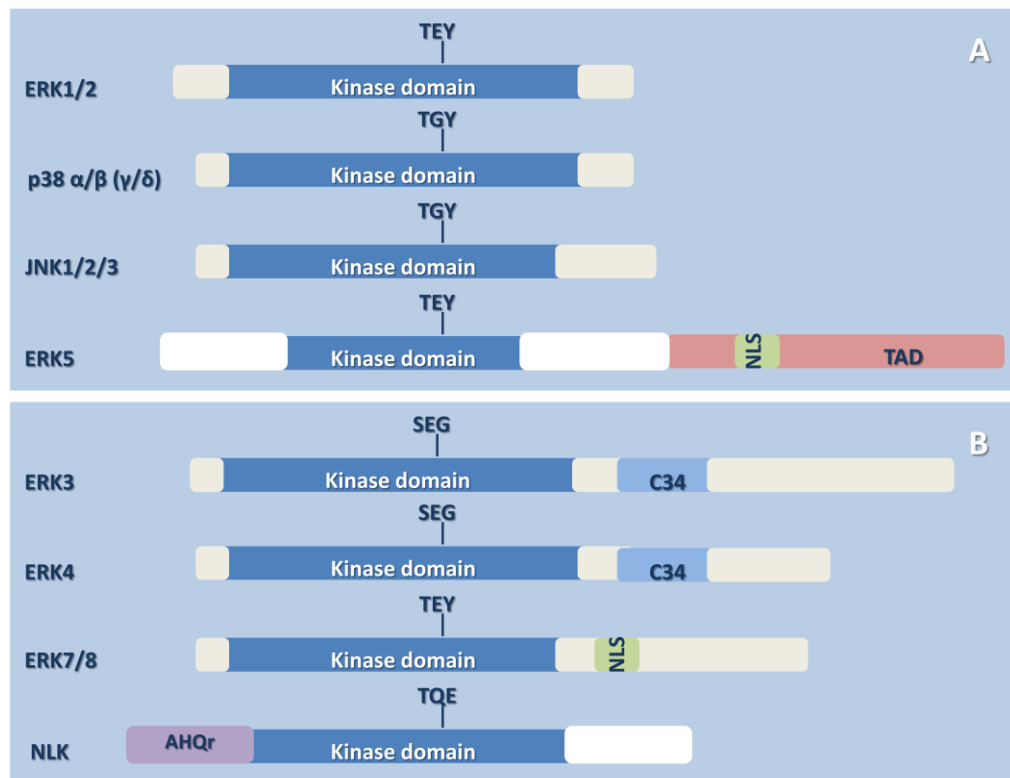 A
TEY
ERK1/2
Kinase domain
TGY
p38 α/β (γ/δ)
Kinase domain
TGY
JNK1/2/3
Kinase domain
TEY
ERK5
Kinase domain
NLS
TAD
B
SEG
ERK3
Kinase domain
C34
SEG
ERK4
Kinase domain
C34
TEY
ERK7/8
Kinase domain
NLS
TQE
NLK
AHQr
Kinase domain